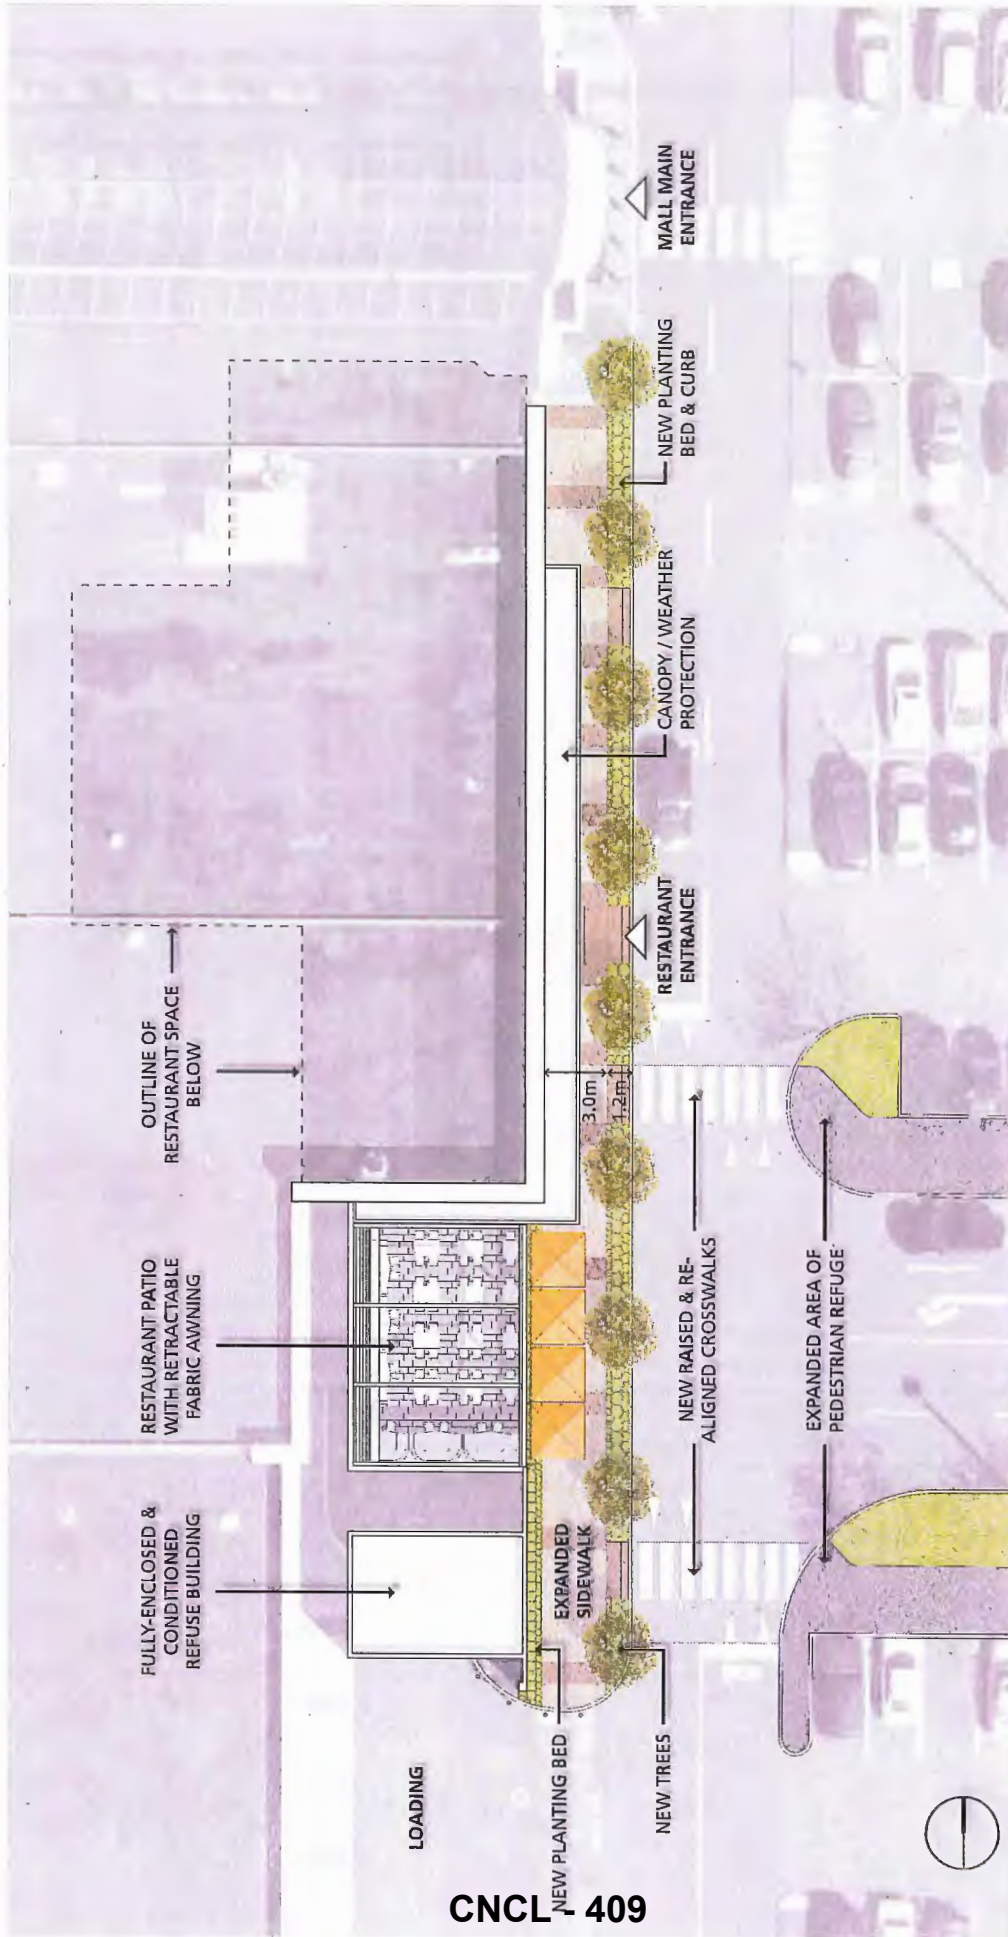 FULLY-ENCLOSED &
CONDITIONED
REFUSE BUILDING
RESTAURANT PATIO
WITH RETRACTABLE
FABRIC AWNING
OUTLINE OF
RESTAURANT SPACE
BELOW
LOADING
EXPANDED
SIDEWALK
3.0m
1.2m
NEW PLANTING BED
NEW TREES
NEW RAISED & RE-
ALIGNED CROSSWALKS
EXPANDED AREA OF
PEDESTRIAN REFUGE
RESTAURANT
ENTRANCE
CANOPY / WEATHER
PROTECTION
NEW PLANTING
BED & CURB
MALL MAIN
ENTRANCE
CNCL - 409